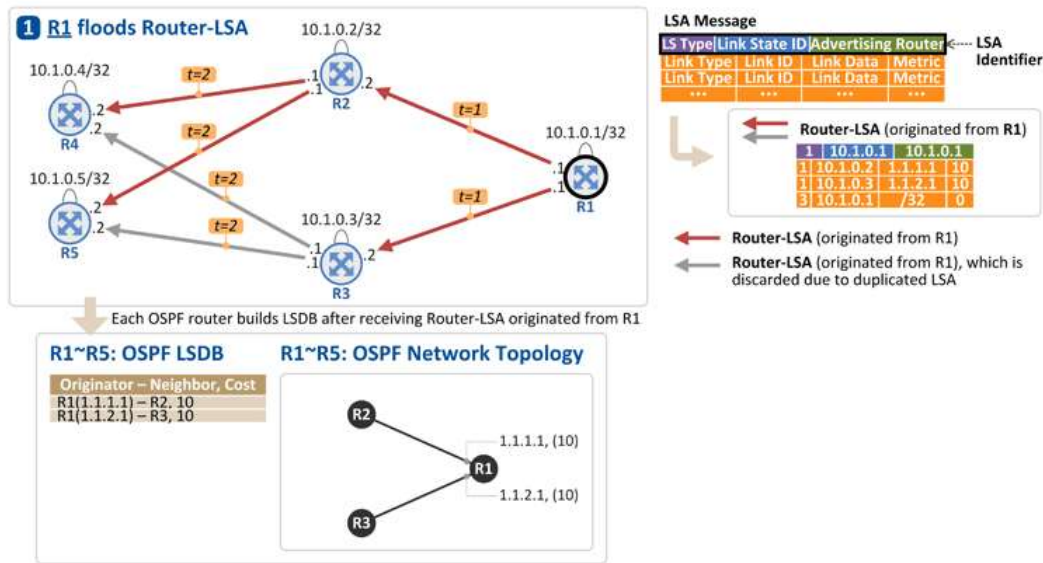 1 R1 floods Router-LSA
10.1.0.2/32
10.1.0.4/32
t=2
.1
.1
.2
R2
t=1
.2
.2
R4
t=2
10.1.0.1/32
10.1.0.5/32
t=2
.1
.1
R1
10.1.0.3/32
t=1
.2
.2
R5
t=2
.1
.1
.2
R3
LSA Message
LS Type Link State ID Advertising Router
LSA
Identifier
Link Type Link ID Link Data Metric
Link Type Link ID Link Data Metric
... ... ... ...
Router-LSA (originated from R1)
1 10.1.0.1 10.1.0.1
1 10.1.0.2 1.1.1.1 10
1 10.1.0.3 1.1.2.1 10
3 10.1.0.1 /32 0
Router-LSA (originated from R1)
Router-LSA (originated from R1), which is
discarded due to duplicated LSA
Each OSPF router builds LSDB after receiving Router-LSA originated from R1
R1~R5: OSPF LSDB
Originator – Neighbor, Cost
R1(1.1.1.1) – R2, 10
R1(1.1.2.1) – R3, 10
R1~R5: OSPF Network Topology
R2
1.1.1.1, (10)
R1
1.1.2.1, (10)
R3